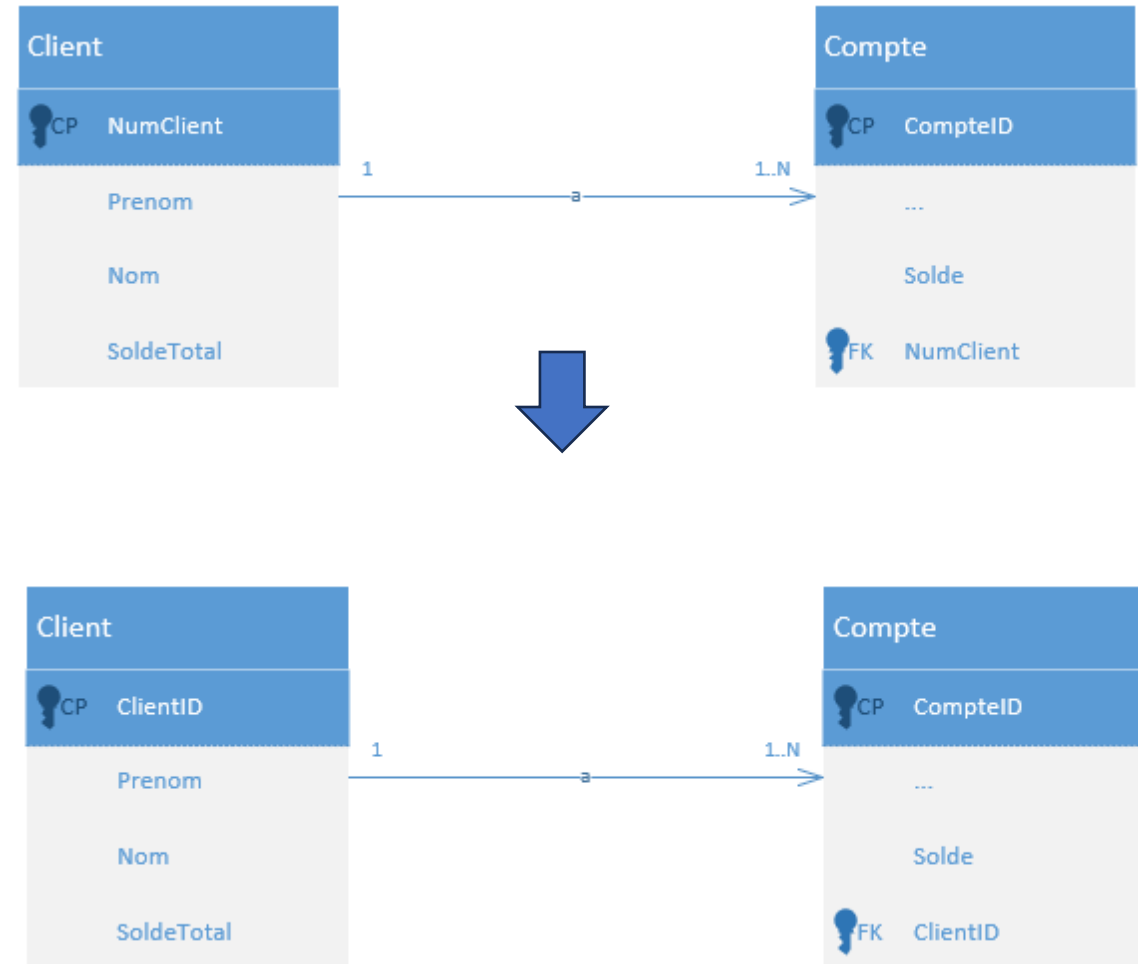 Client
CP NumClient
Prenom
Nom
SoldeTotal
1
a
1..N
Compte
CP CompteID
...
Solde
FK NumClient
Client
CP ClientID
Prenom
Nom
SoldeTotal
1
a
1..N
Compte
CP CompteID
...
Solde
FK ClientID